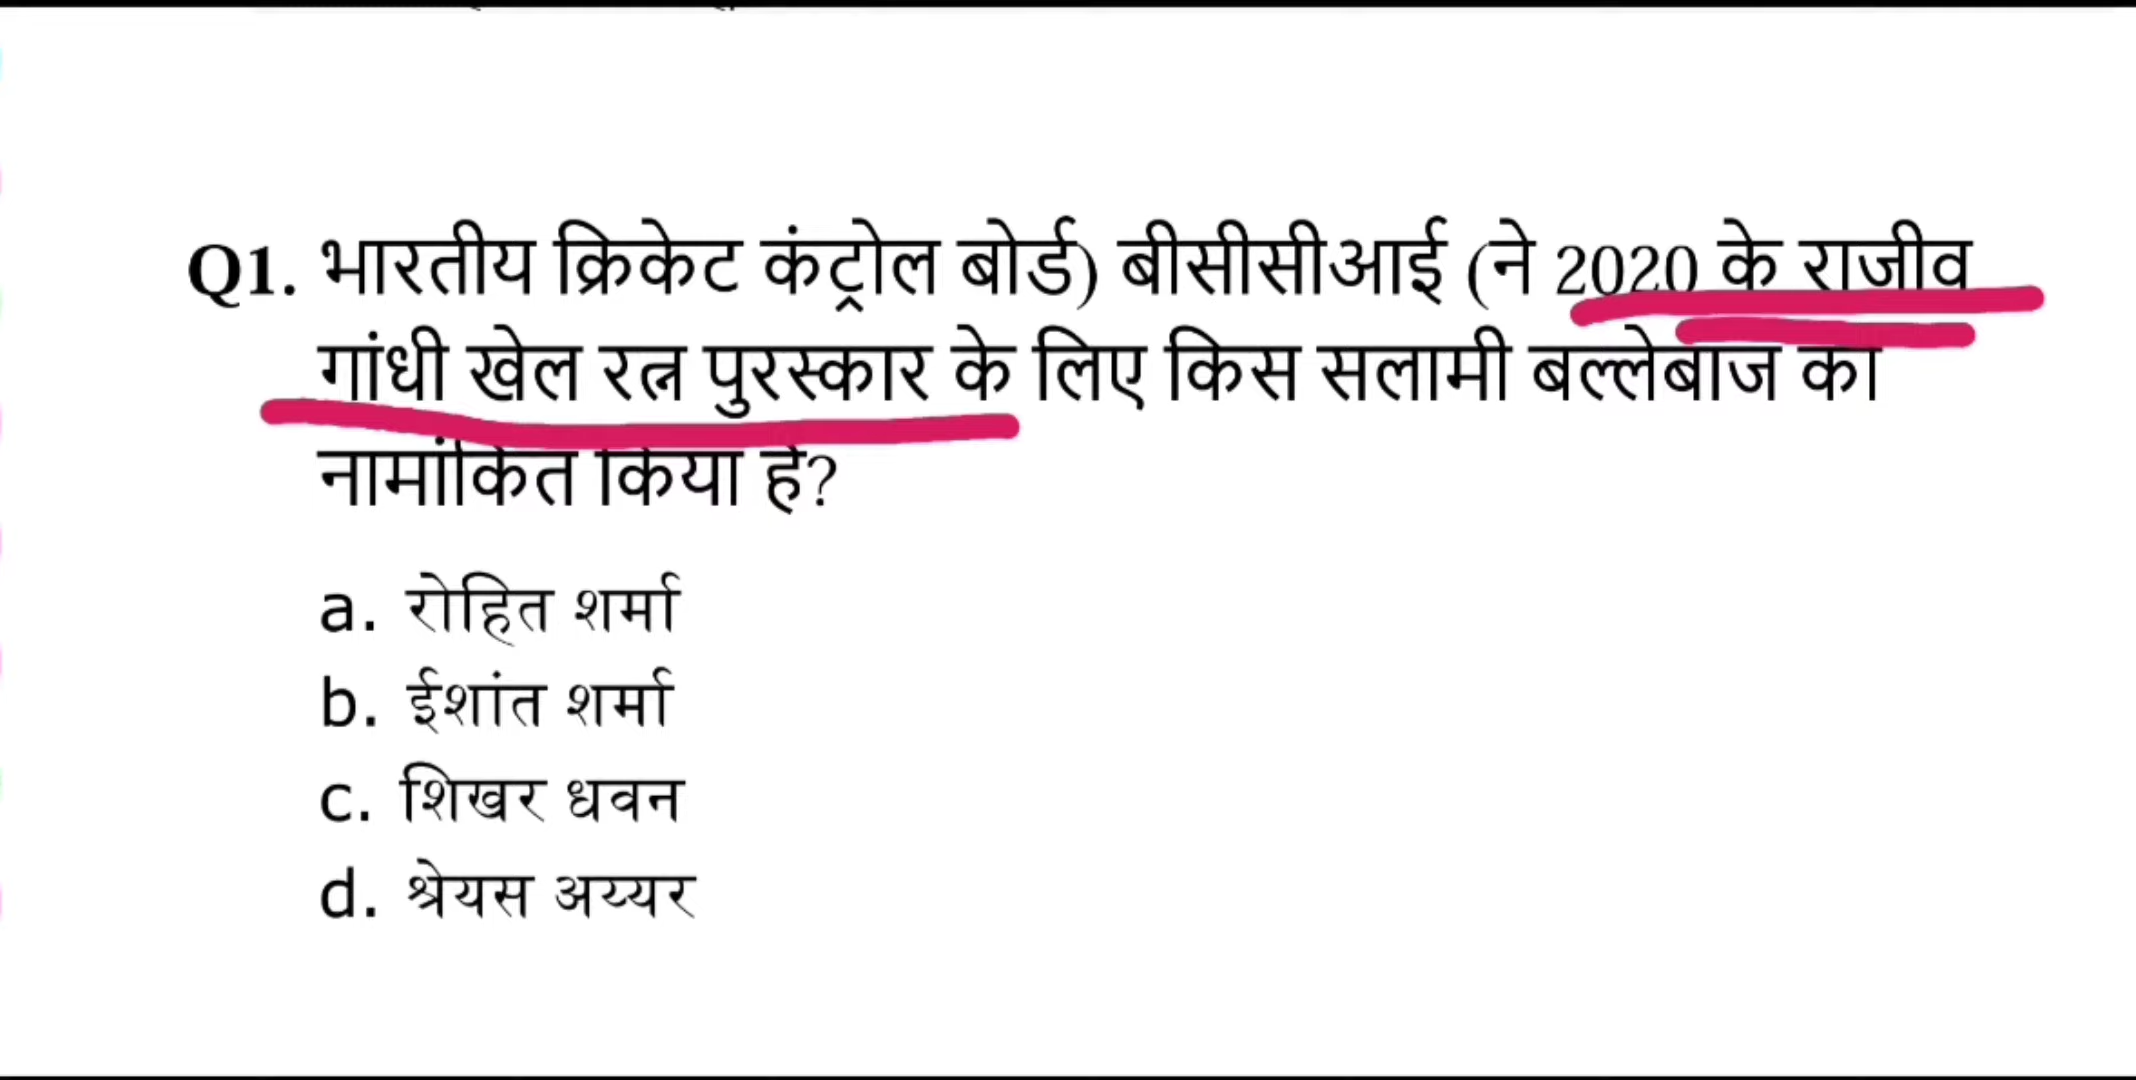 Q1. भारतीय क्रिकेट कंट्रोल बोर्ड) बीसीसीआई (ने 2020 के राजीव
गांधी खेल रत्न पुरस्कार के लिए किस सलामी बल्लेबाज को
नामांकित किया है?
a. रोहित शर्मा
b. ईशांत शर्मा
c. शिखर धवन
d. श्रेयस अय्यर